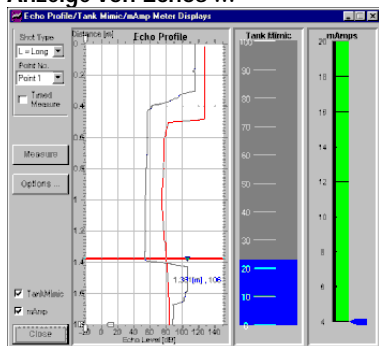 Anzeige von Echos ...
Echo Profile/Tank Mimic/mAmp Meter Displays
Shot Type
L = Long
Point No.
Point 1
Timed
Measure
Measure
Options ...
TankMimic
mAmp
Close
Distance [m]
Echo Profile
0.0
0.2
0.4
0.6
0.8
1.0
1.2
1.4
1.6
1.8
1.381[m] , 106
0 20 40 60 80 100 120 140
Echo Level [dB]
Tank Mimic
100
90
80
70
60
50
40
30
20
10
0
mAmps
20
18
16
14
12
10
8
6
4